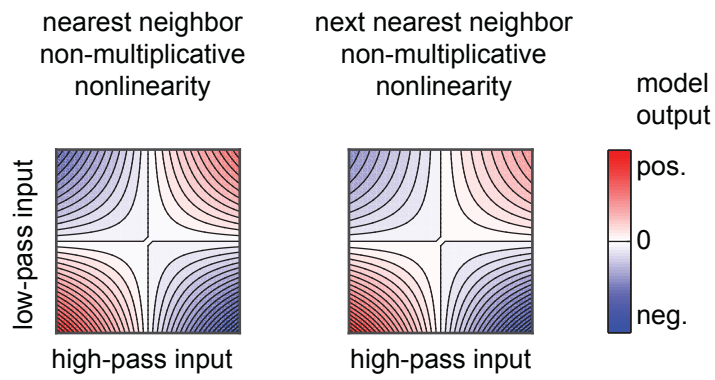 nearest neighbor
non-multiplicative
nonlinearity
next nearest neighbor
non-multiplicative
nonlinearity
model
output
low-pass input
pos.
0
neg.
high-pass input
high-pass input